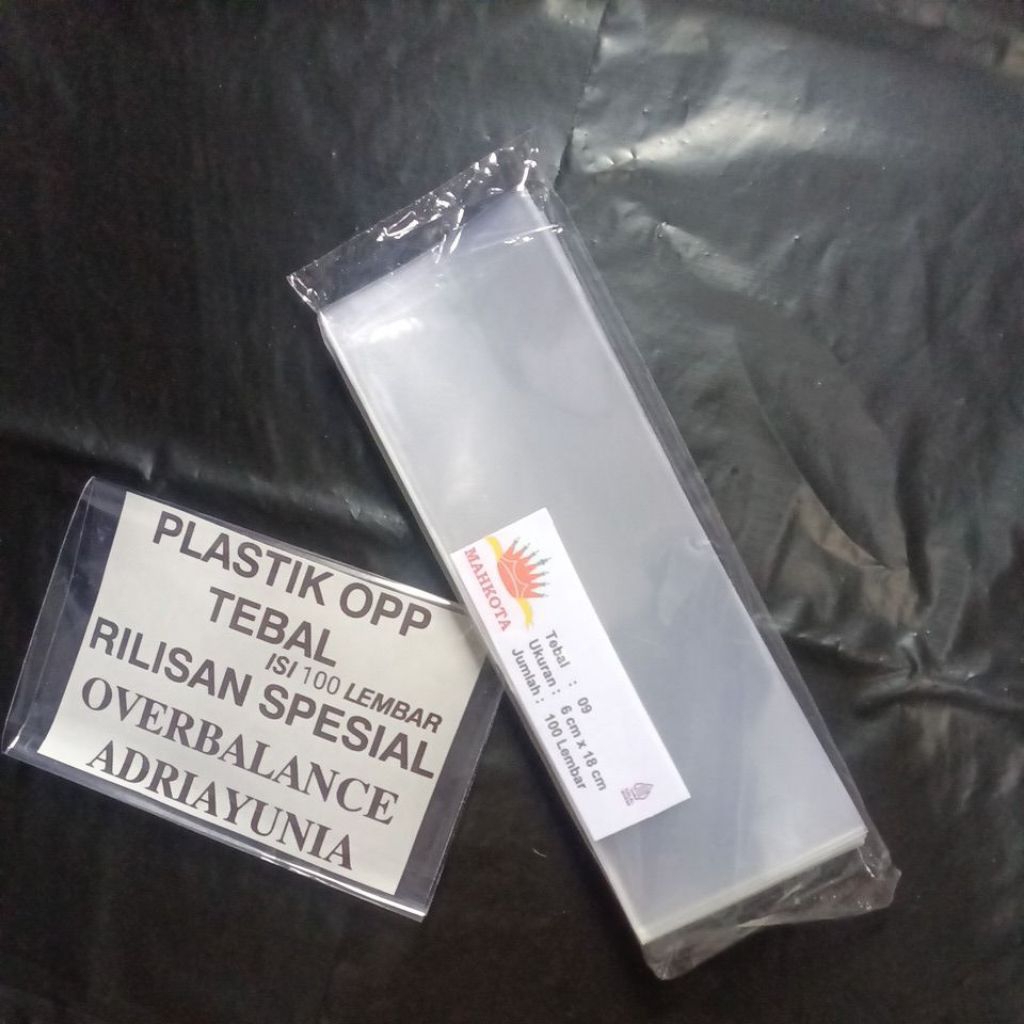 PLASTIK OPP
TEBAL
ISI 100 LEMBAR
RILISAN SPESIAL
OVERBALANCE
ADRIAYUNIA
MAHKOTA
Tebal : 09
Ukuran : 6 cm x 18 cm
Jumlah : 100 Lembar